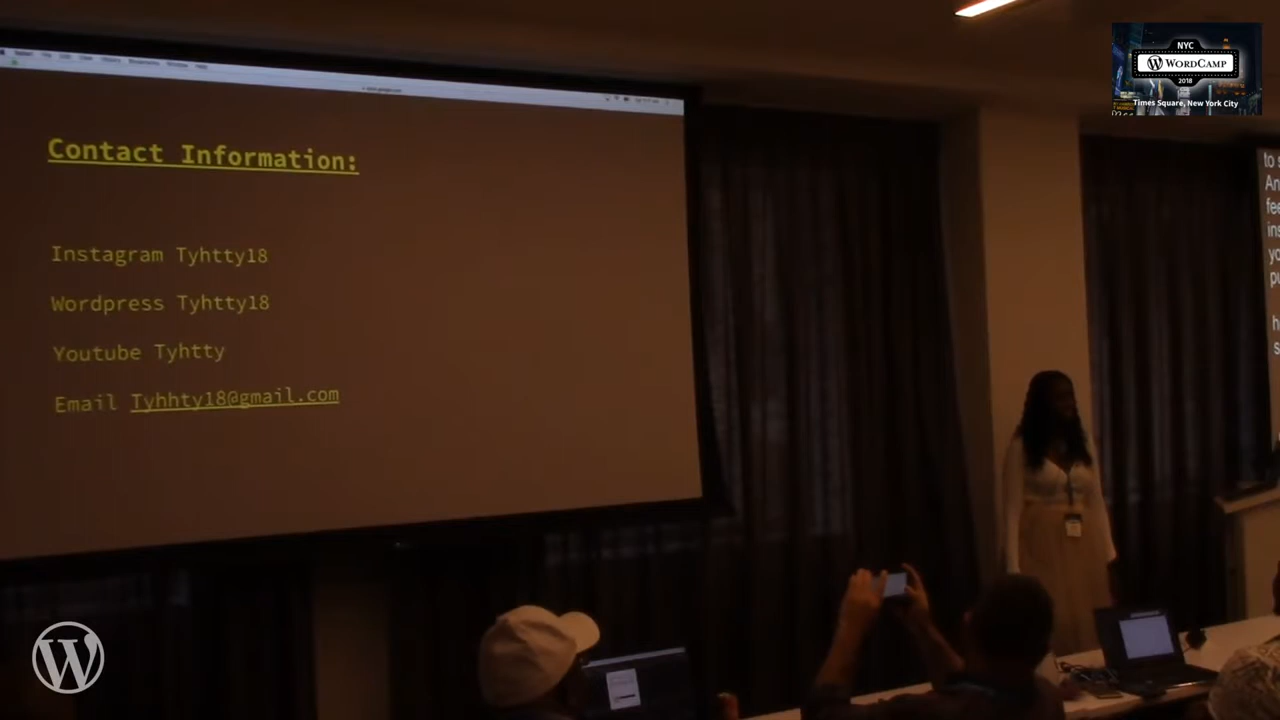 NYC
WORDCAMP
2018
Times Square, New York City
Contact Information:
Instagram Tyhtty18
Wordpress Tyhtty18
Youtube Tyhtty
Email Tyhhty18@gmail.com